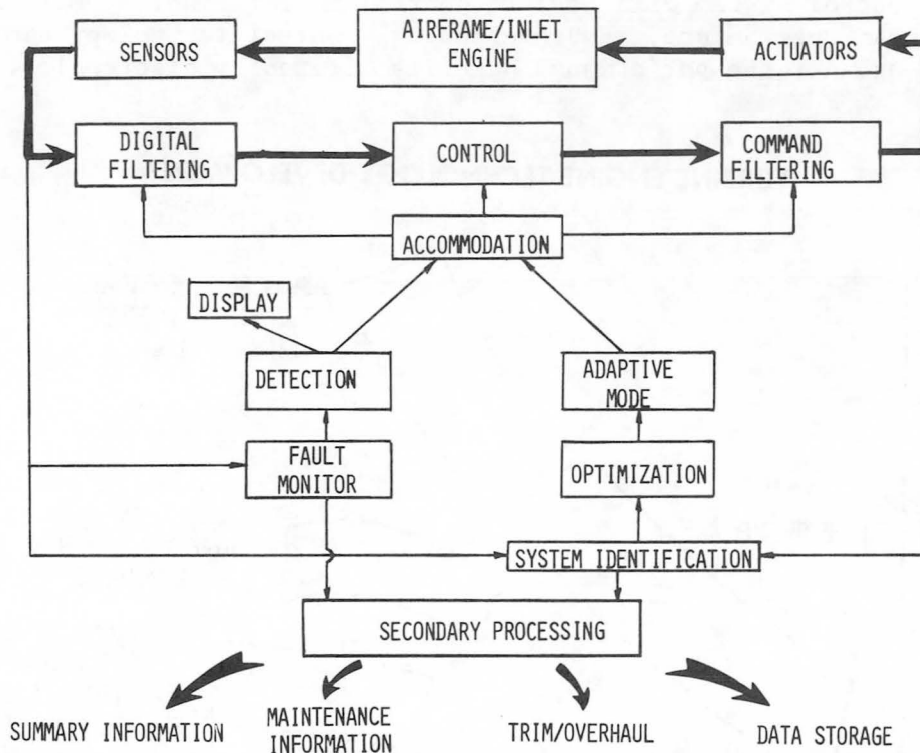 SENSORS
AIRFRAME/INLET
ENGINE
ACTUATORS
DIGITAL
FILTERING
CONTROL
COMMAND
FILTERING
ACCOMMODATION
DISPLAY
DETECTION
ADAPTIVE
MODE
FAULT
MONITOR
OPTIMIZATION
SYSTEM IDENTIFICATION
SECONDARY PROCESSING
SUMMARY INFORMATION
MAINTENANCE
INFORMATION
TRIM/OVERHAUL
DATA STORAGE